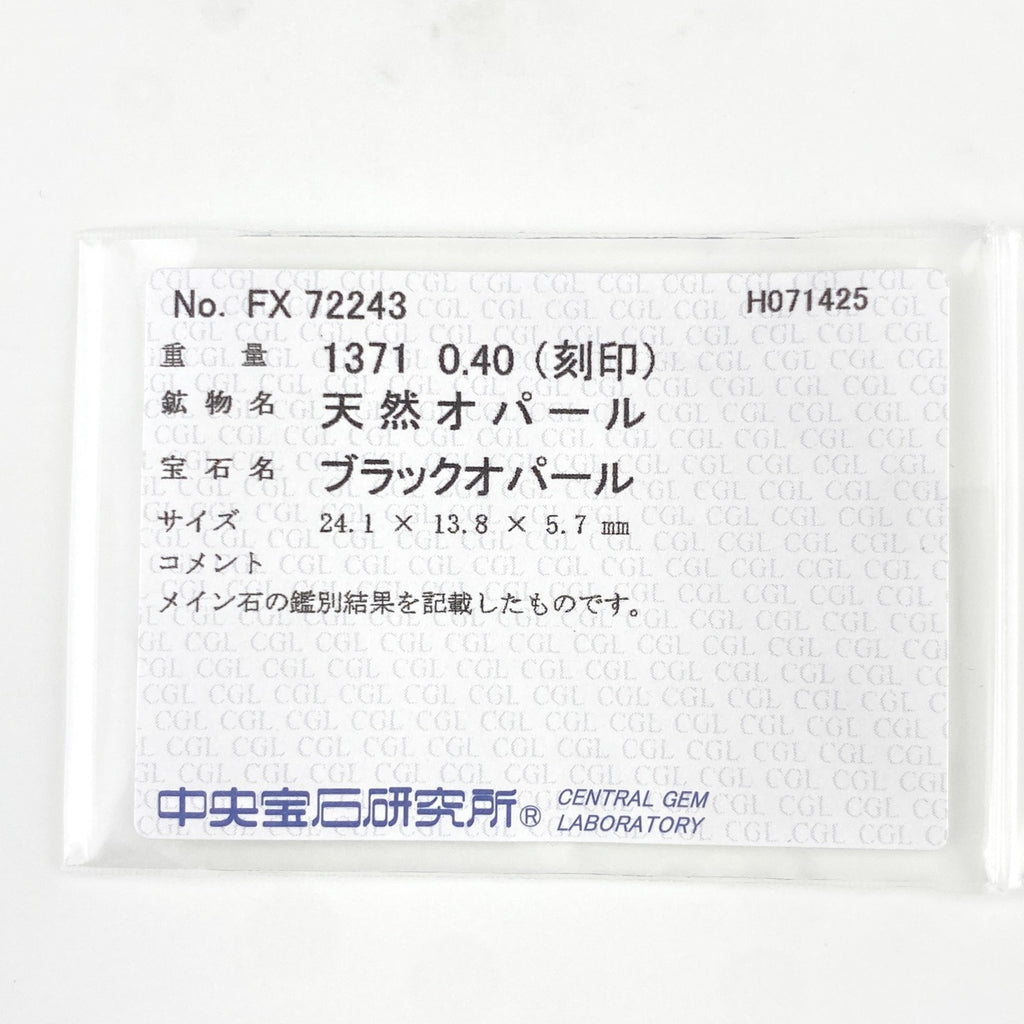 No. FX 72243 H071425
重 量 1371 0.40 (刻印)
鉱 物 名 天然オパール
宝 石 名 ブラックオパール
サイズ 24.1 × 13.8 × 5.7 mm
コメント
メイン石の鑑別結果を記載したものです。
中央宝石研究所® CENTRAL GEM
LABORATORY